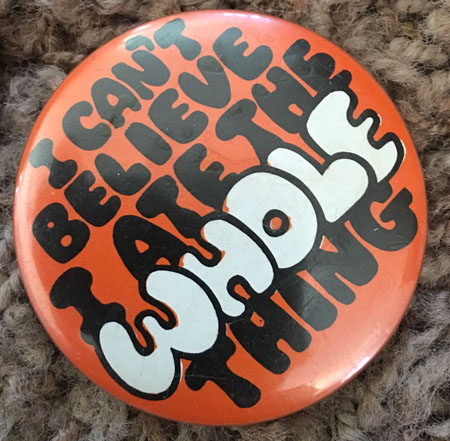 I CAN'T
BELIEVE
I ATE THE
WHOLE
THING